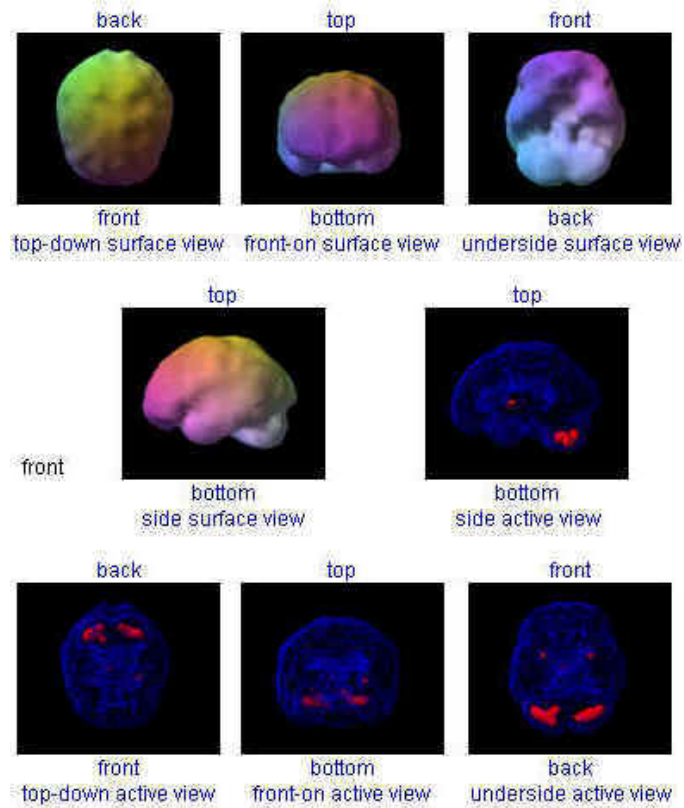 back top front
front bottom back
top-down surface view front-on surface view underside surface view
top top
front
bottom bottom
side surface view side active view
back top front
front bottom back
top-down active view front-on active view underside active view